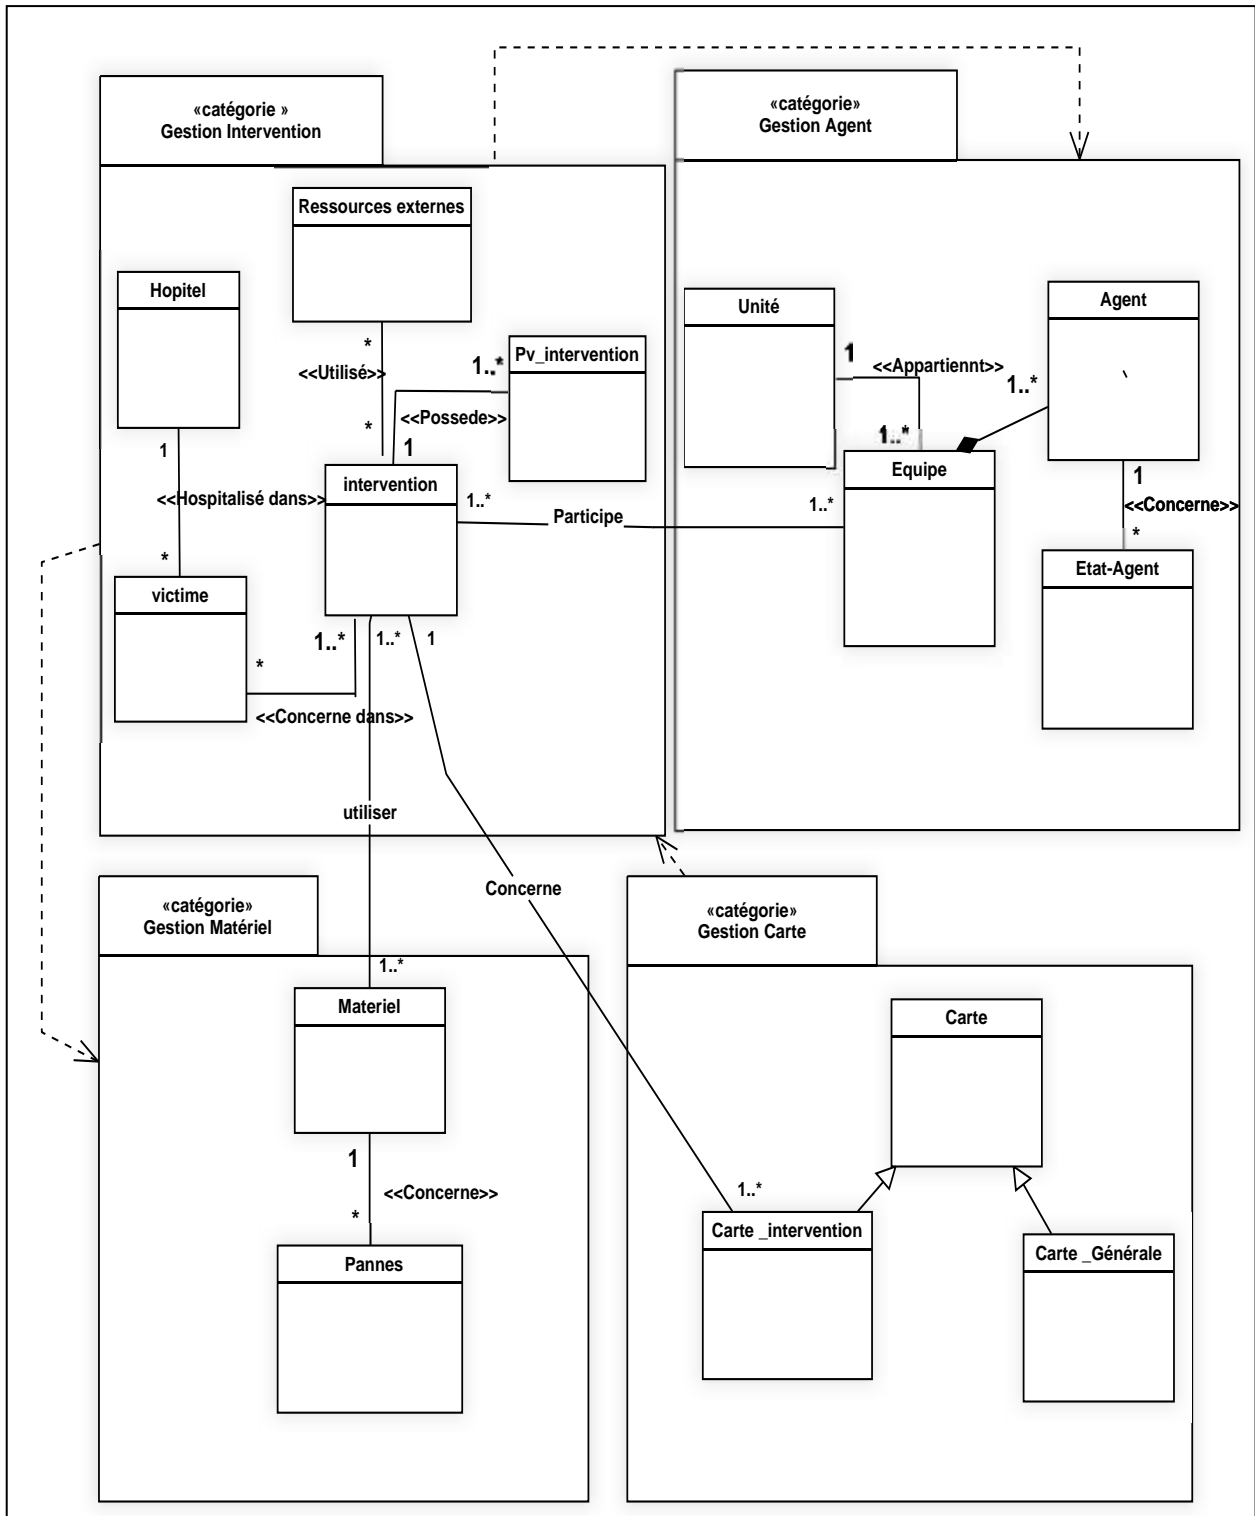 «catégorie »
Gestion Intervention
«catégorie»
Gestion Agent
Ressources externes
Hopitel
*
<<Utilisé>>
*
Pv_intervention
1..*
<<Possede>>
1
intervention
1
<<Hospitalisé dans>>
*
victime
1..*
*
<<Concerne dans>>
1..*
1
1..*
Participe
1..*
Unité
1
<<Appartiennt>>
1..*
Equipe
Agent
1..*
1
<<Concerne>>
*
Etat-Agent
utiliser
Concerne
«catégorie»
Gestion Matériel
1..*
Materiel
1
<<Concerne>>
*
Pannes
«catégorie»
Gestion Carte
Carte
1..*
Carte _intervention
Carte _Générale